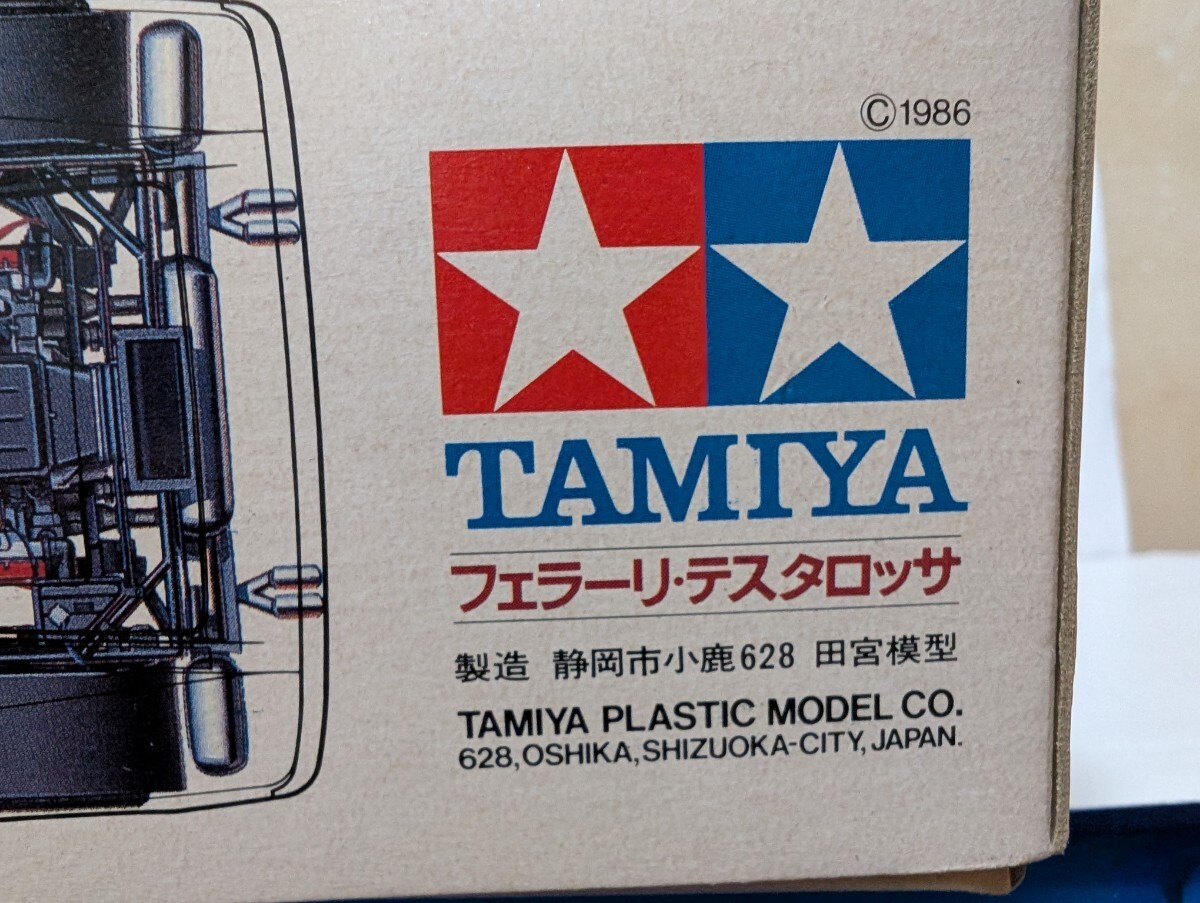 ©1986
TAMIYA
フェラーリ・テスタロッサ
製造 静岡市小鹿628 田宮模型
TAMIYA PLASTIC MODEL CO.
628,OSHIKA,SHIZUOKA-CITY,JAPAN.